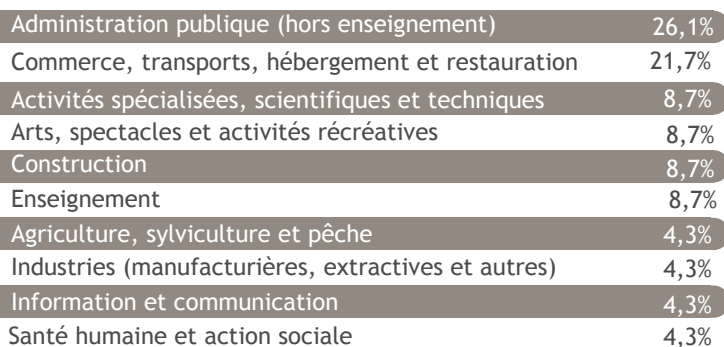 Administration publique (hors enseignement) 26,1%
Commerce, transports, hébergement et restauration 21,7%
Activités spécialisées, scientifiques et techniques 8,7%
Arts, spectacles et activités récréatives 8,7%
Construction 8,7%
Enseignement 8,7%
Agriculture, sylviculture et pêche 4,3%
Industries (manufacturières, extractives et autres) 4,3%
Information et communication 4,3%
Santé humaine et action sociale 4,3%